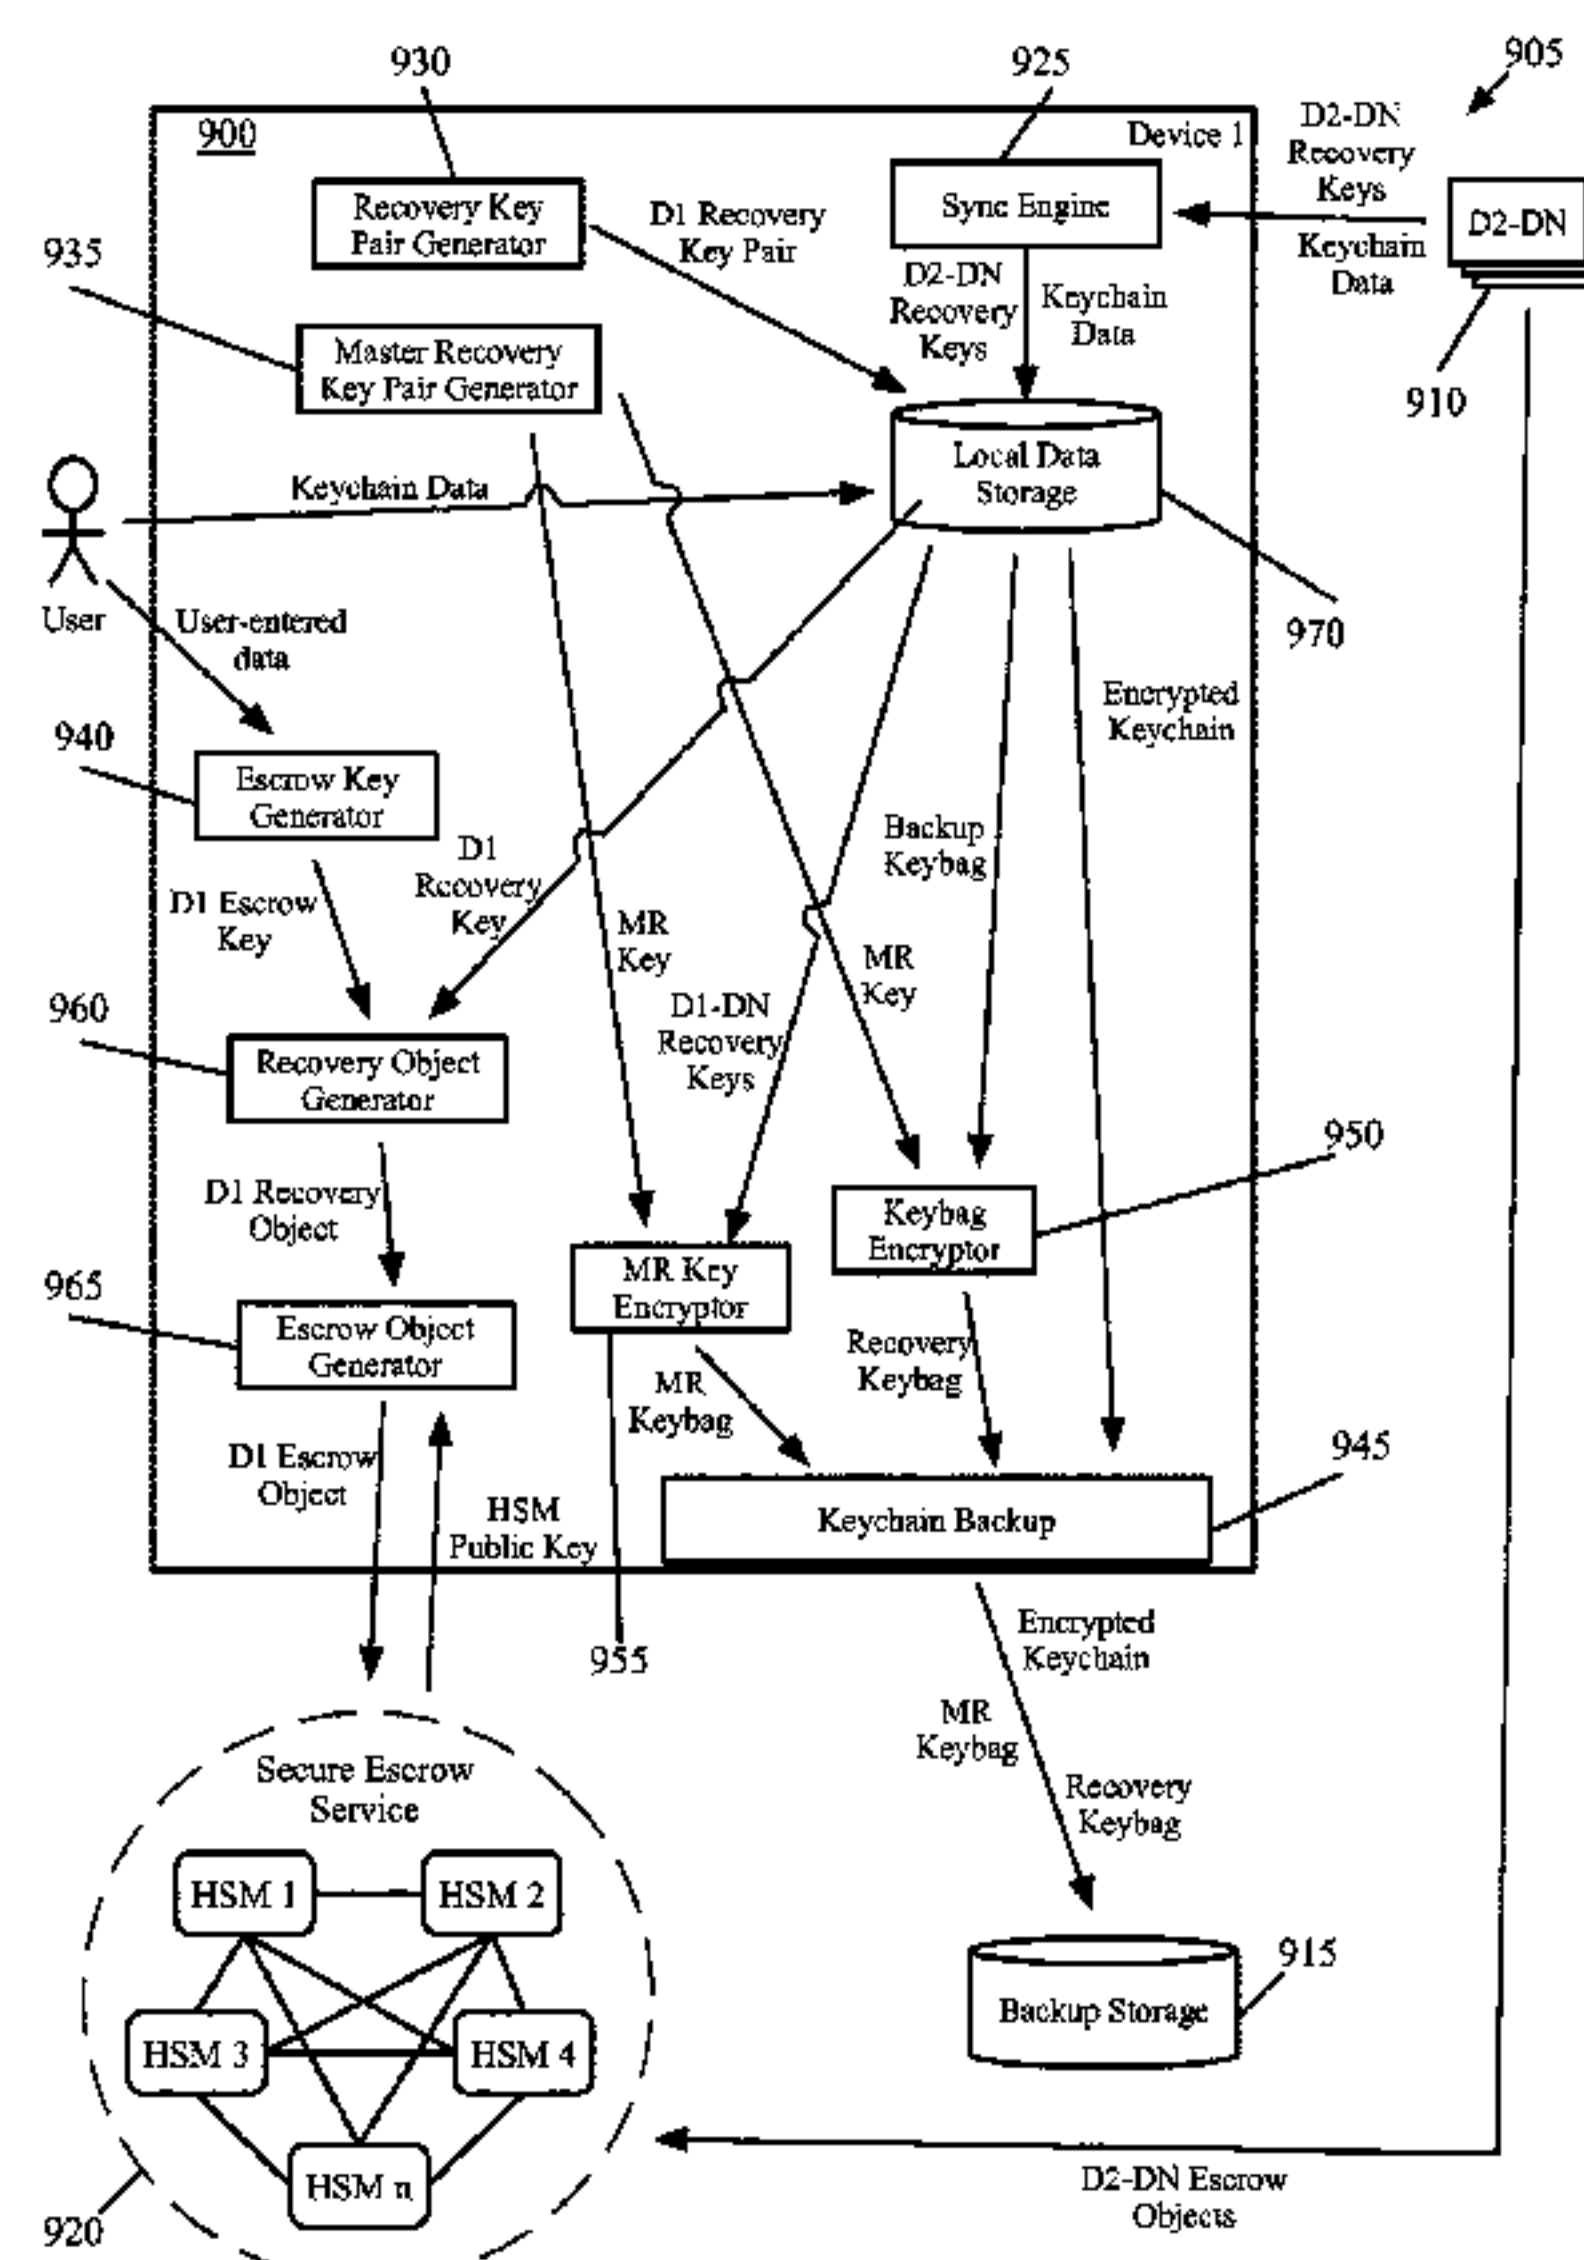 930
925
905
900
Device 1
D2-DN
Recovery
Keys
Recovery Key
Pair Generator
D1 Recovery
Key Pair
Sync Engine
D2-DN
Keychain
Data
935
D2-DN
Recovery
Keys
Keychain
Data
Master Recovery
Key Pair Generator
910
Local Data
Storage
Keychain Data
User
User-entered
data
970
Encrypted
Keychain
940
Escrow Key
Generator
Backup
Keybag
D1
Recovery
Key
D1 Escrow
Key
MR
Key
MR
Key
960
D1-DN
Recovery
Keys
Recovery Object
Generator
950
D1 Recovery
Object
Keybag
Encryptor
965
MR Key
Encryptor
Escrow Object
Generator
Recovery
Keybag
MR
Keybag
945
D1 Escrow
Object
HSM
Public Key
Keychain Backup
955
Encrypted
Keychain
MR
Keybag
Secure Escrow
Service
Recovery
Keybag
HSM 1
HSM 2
915
Backup Storage
HSM 3
HSM 4
HSM n
D2-DN Escrow
Objects
920